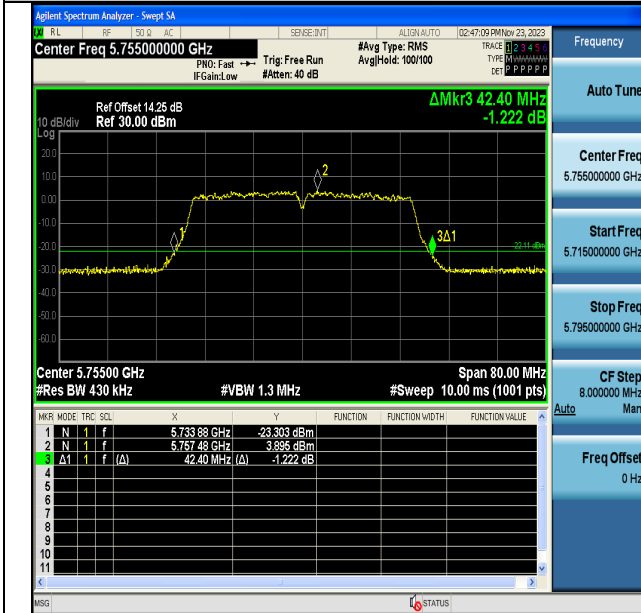 Agilent Spectrum Analyzer - Swept SA
RL RF 50 Ω AC SENSE:INT ALIGN AUTO 02:47:09 PM Nov 23, 2023
Center Freq 5.755000000 GHz
PNO: Fast
IFGain:Low
Trig: Free Run
#Atten: 40 dB
#Avg Type: RMS
Avg|Hold: 100/100
TRACE 1 2 3 4 5 6
TYPE M
DET P P P P P P
Frequency
Auto Tune
Center Freq
5.755000000 GHz
Start Freq
5.715000000 GHz
Stop Freq
5.795000000 GHz
CF Step
8.000000 MHz
Auto Man
Freq Offset
0 Hz
ΔMkr3 42.40 MHz
-1.222 dB
Ref Offset 14.25 dB
10 dB/div Ref 30.00 dBm
Log
20.0
10.0
0.00
-10.0
-20.0
-30.0
-40.0
-50.0
-60.0
1
2
3Δ1
-22.11 dBm
Center 5.75500 GHz Span 80.00 MHz
#Res BW 430 kHz #VBW 1.3 MHz #Sweep 10.00 ms (1001 pts)
MKR MODE TRC SCL X Y FUNCTION FUNCTION WIDTH FUNCTION VALUE
1 N 1 f 5.733 88 GHz -23.303 dBm
2 N 1 f 5.757 48 GHz 3.895 dBm
3 Δ1 1 f (Δ) 42.40 MHz (Δ) -1.222 dB
4
5
6
7
8
9
10
11
MSG STATUS